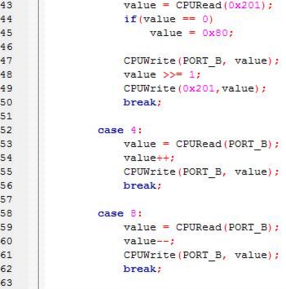 43 value = CPURead(0x201);
44 if(value == 0)
45 value = 0x80;
46
47 CPUWrite(PORT_B, value);
48 value >>= 1;
49 CPUWrite(0x201,value);
50 break;
51
52 case 4:
53 value = CPURead(PORT_B);
54 value++;
55 CPUWrite(PORT_B, value);
56 break;
57
58 case 8:
59 value = CPURead(PORT_B);
60 value--;
61 CPUWrite(PORT_B, value);
62 break;
63